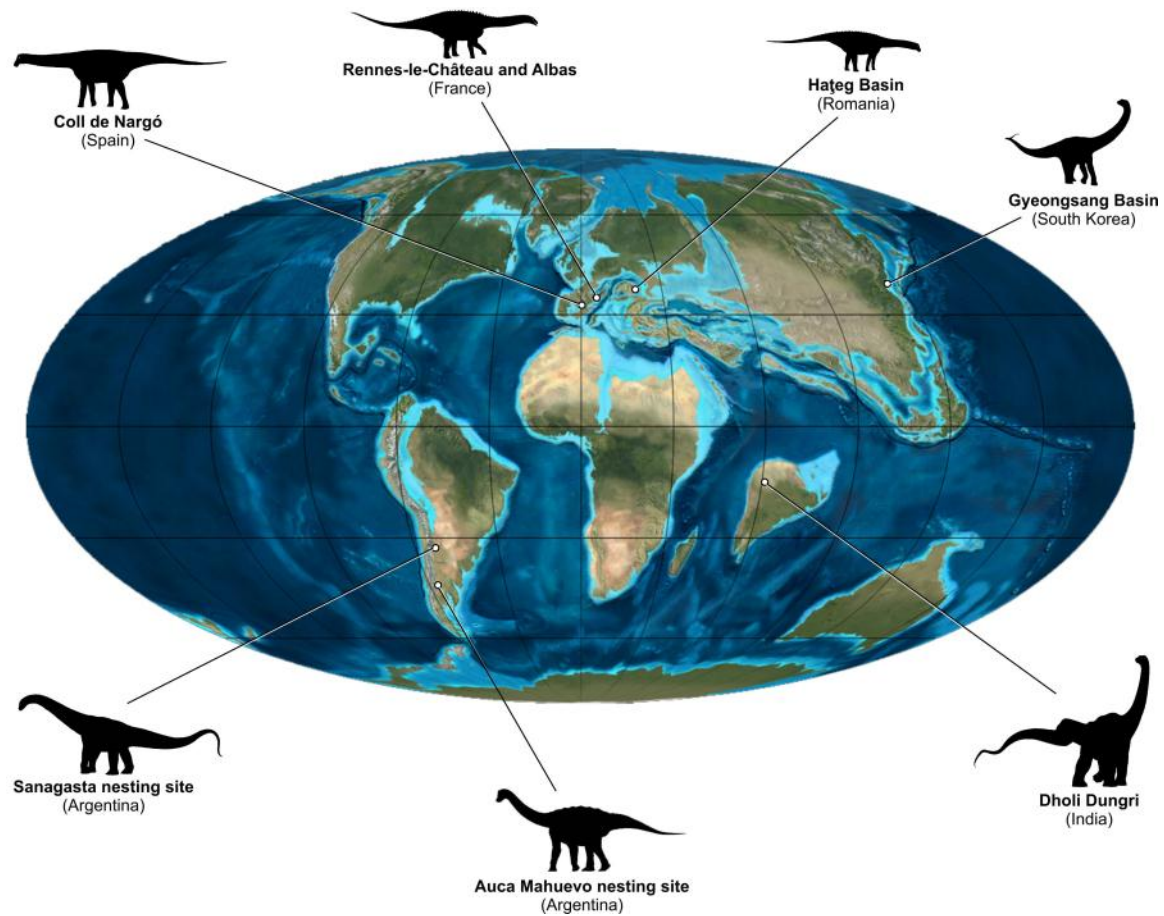 Rennes-le-Château and Albas
(France)
Haţeg Basin
(Romania)
Coll de Nargó
(Spain)
Gyeongsang Basin
(South Korea)
Sanagasta nesting site
(Argentina)
Dholi Dungri
(India)
Auca Mahuevo nesting site
(Argentina)